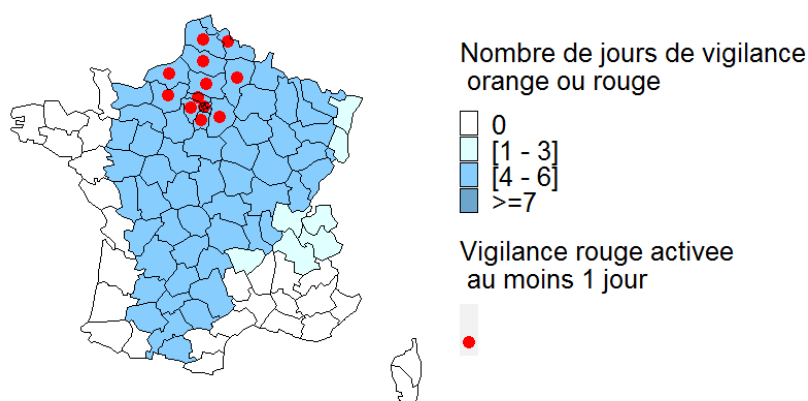 Nombre de jours de vigilance
orange ou rouge
0
[1 - 3]
[4 - 6]
>=7
Vigilance rouge activee
au moins 1 jour